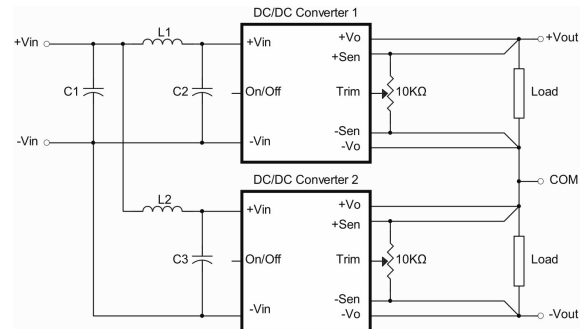 DC/DC Converter 1
+Vin
L1
+Vin
+Vo
+Vout
+Sen
C1
C2
On/Off
Trim
10KΩ
Load
-Vin
-Vin
-Sen
-Vo
DC/DC Converter 2
COM
L2
+Vin
+Vo
+Sen
C3
On/Off
Trim
10KΩ
Load
-Vin
-Sen
-Vo
-Vout